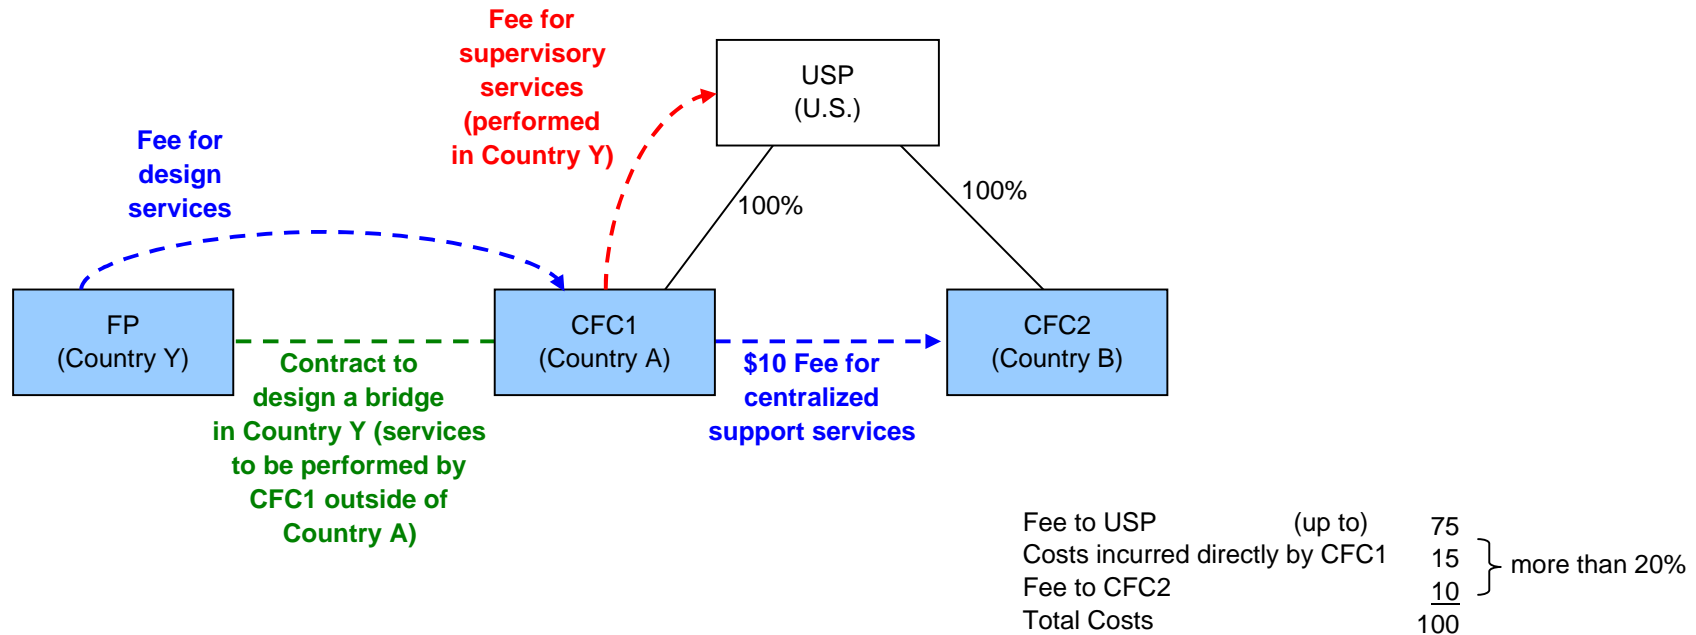 Fee for
supervisory
services
(performed
in Country Y)
USP
(U.S.)
Fee for
design
services
100%
100%
FP
(Country Y)
CFC1
(Country A)
CFC2
(Country B)
Contract to
design a bridge
in Country Y (services
to be performed by
CFC1 outside of
Country A)
$10 Fee for
centralized
support services
Fee to USP (up to) 75
Costs incurred directly by CFC1 15
more than 20%
Fee to CFC2 10
Total Costs 100